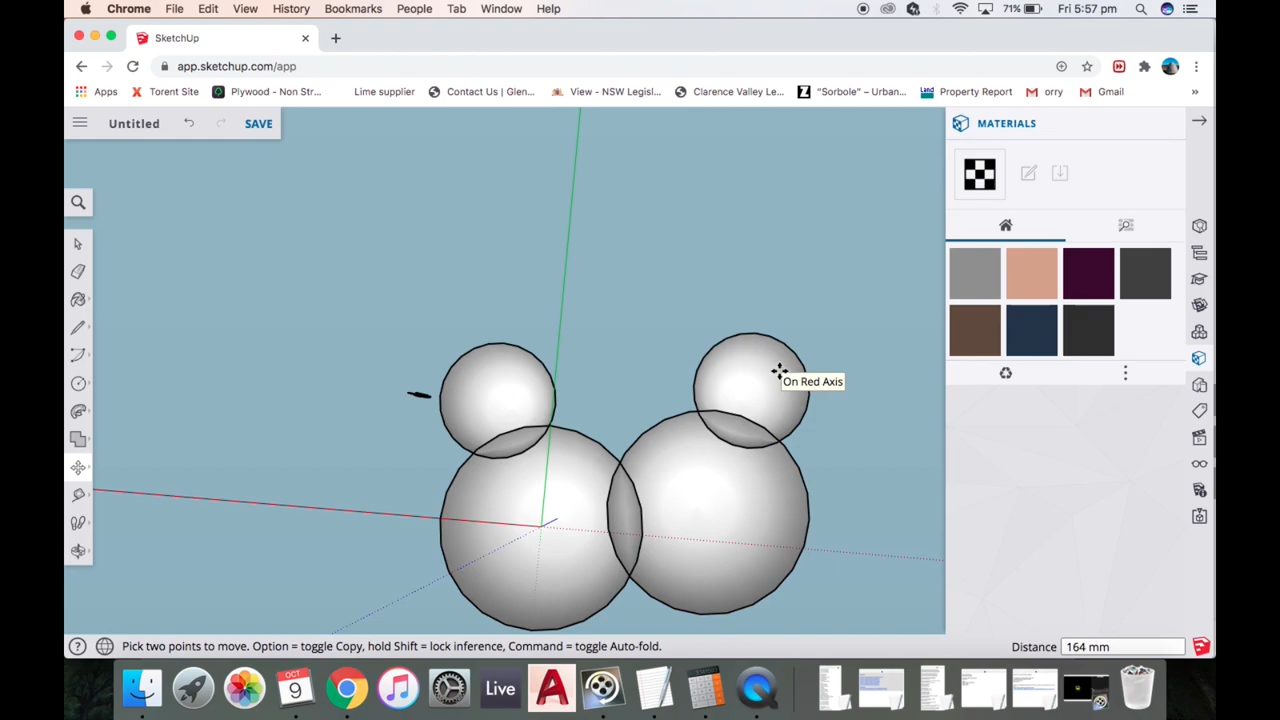 Chrome File Edit View History Bookmarks People Tab Window Help 71% Fri 5:57 pm
SketchUp
app.sketchup.com/app
Apps Torent Site Plywood - Non Str... Lime supplier Contact Us | Glen... View - NSW Legisl... Clarence Valley Le... “Sorbole” – Urban... Property Report orry Gmail »
Untitled SAVE MATERIALS
On Red Axis
Pick two points to move. Option = toggle Copy, hold Shift = lock inference, Command = toggle Auto-fold. Distance 164 mm
OCT
9
Live